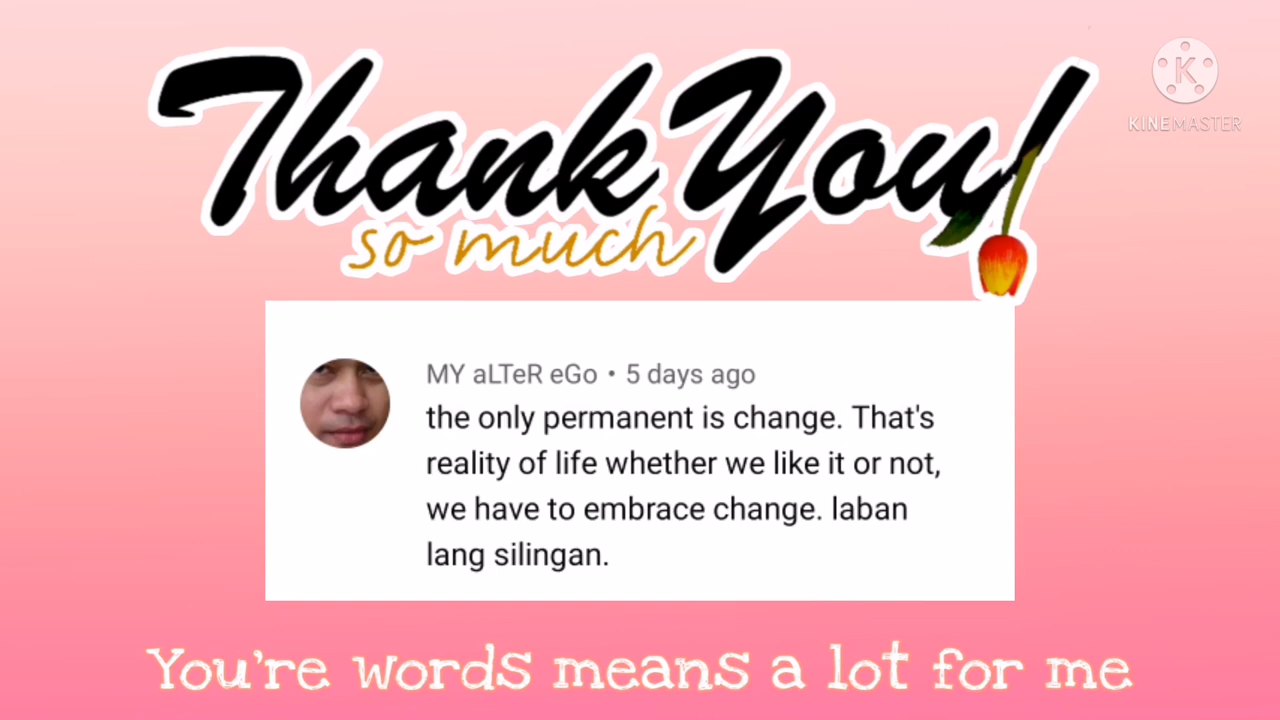 Thank You!
so much
K
KINEMASTER
MY aLTeR eGo • 5 days ago
the only permanent is change. That's
reality of life whether we like it or not,
we have to embrace change. laban
lang silingan.
You're words means a lot for me